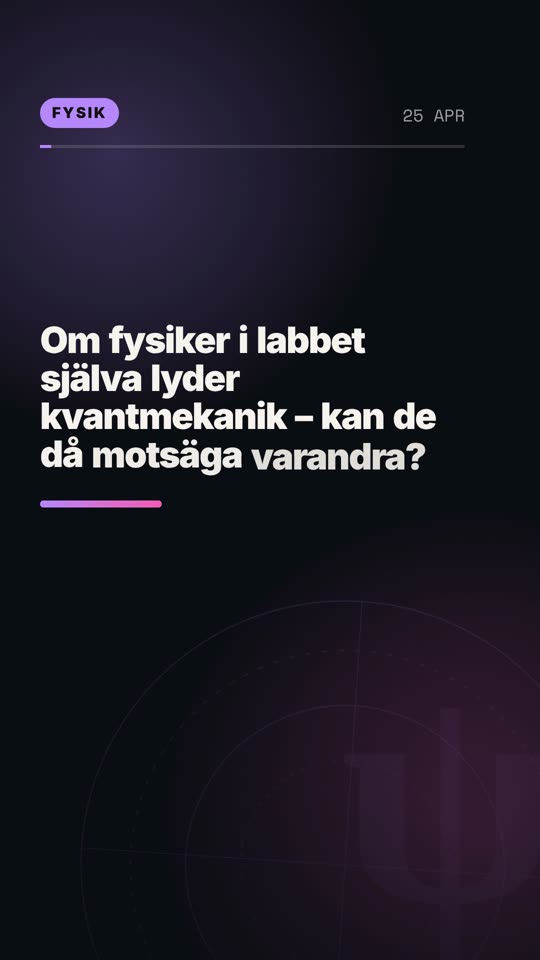 FYSIK
25 APR
Om fysiker i labbet
själva lyder
kvantmekanik – kan de
då motsäga varandra?
ψ